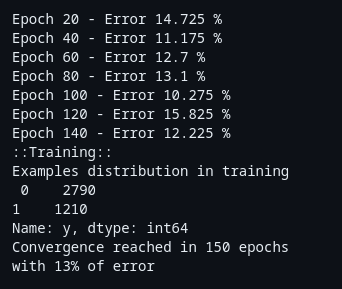 Epoch 20 - Error 14.725 %
Epoch 40 - Error 11.175 %
Epoch 60 - Error 12.7 %
Epoch 80 - Error 13.1 %
Epoch 100 - Error 10.275 %
Epoch 120 - Error 15.825 %
Epoch 140 - Error 12.225 %
::Training::
Examples distribution in training
 0    2790
1    1210
Name: y, dtype: int64
Convergence reached in 150 epochs
with 13% of error